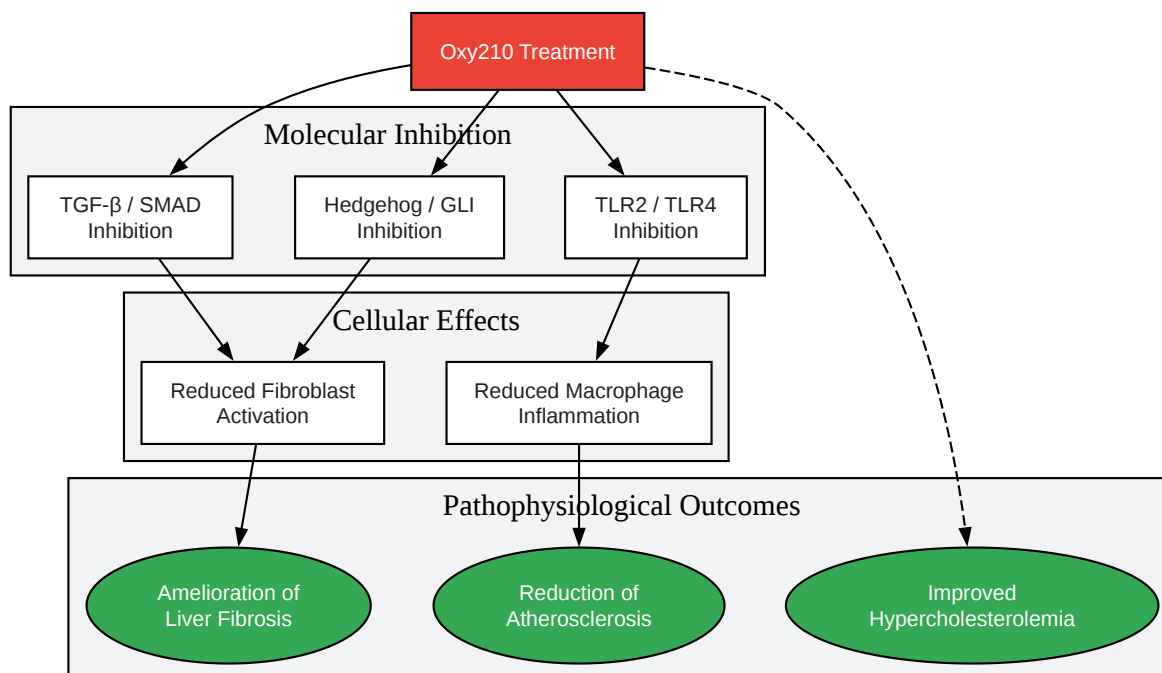 Oxy210 Treatment
Molecular Inhibition
TGF-β / SMAD
Inhibition
Hedgehog / GLI
Inhibition
TLR2 / TLR4
Inhibition
Cellular Effects
Reduced Fibroblast
Activation
Reduced Macrophage
Inflammation
Pathophysiological Outcomes
Amelioration of
Liver Fibrosis
Reduction of
Atherosclerosis
Improved
Hypercholesterolemia